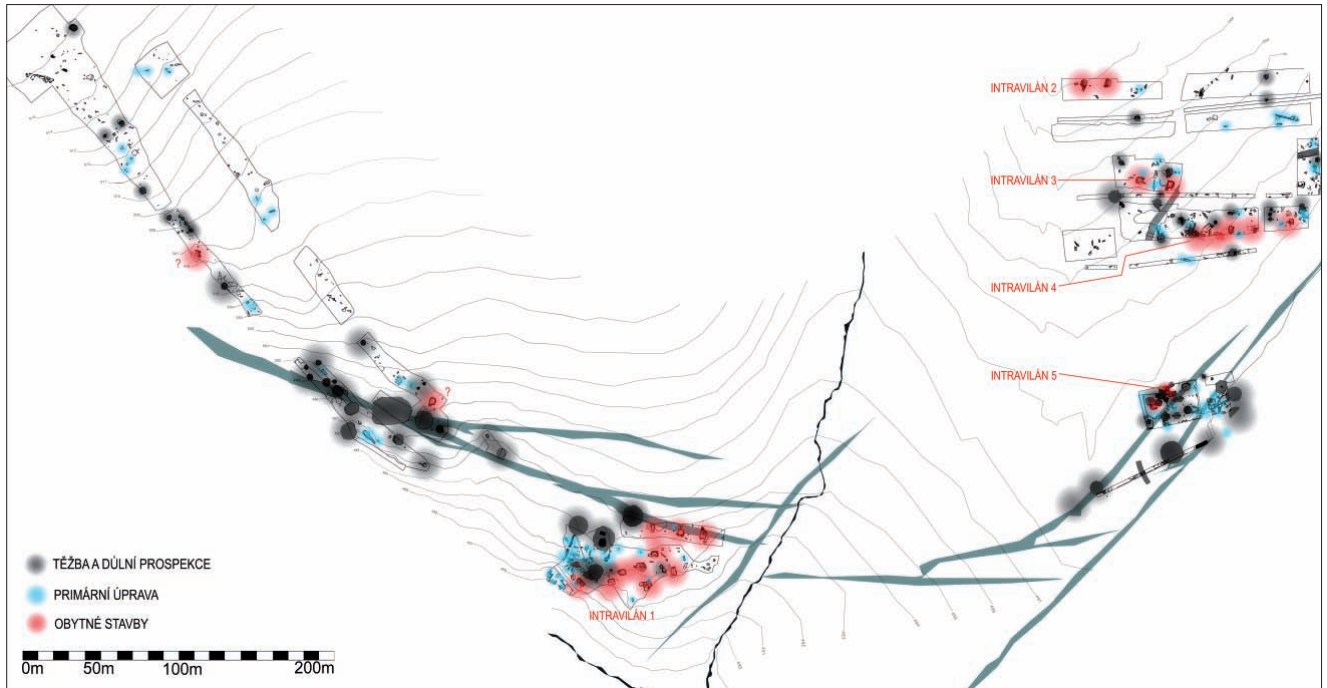 INTRAVILÁN 2
INTRAVILÁN 3
INTRAVILÁN 4
?
?
INTRAVILÁN 5
INTRAVILÁN 1
TĚŽBA A DŮLNÍ PROSPEKCE
PRIMÁRNÍ ÚPRAVA
OBYTNÉ STAVBY
0m 50m 100m 200m